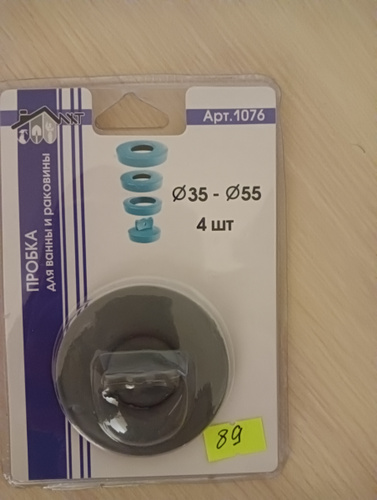 Арт.1076
Ø35 - Ø55
4 шт
ПРОБКА
для ванны и раковины
89